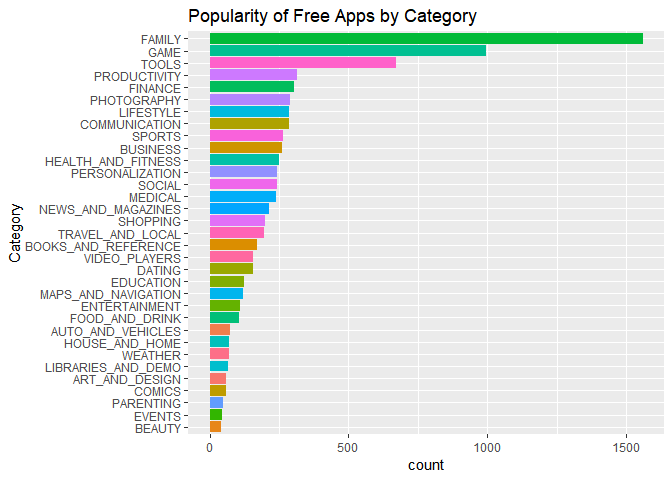 Popularity of Free Apps by Category
FAMILY
GAME
TOOLS
PRODUCTIVITY
FINANCE
PHOTOGRAPHY
LIFESTYLE
COMMUNICATION
SPORTS
BUSINESS
HEALTH_AND_FITNESS
PERSONALIZATION
SOCIAL
MEDICAL
NEWS_AND_MAGAZINES
SHOPPING
TRAVEL_AND_LOCAL
BOOKS_AND_REFERENCE
VIDEO_PLAYERS
DATING
EDUCATION
MAPS_AND_NAVIGATION
ENTERTAINMENT
FOOD_AND_DRINK
AUTO_AND_VEHICLES
HOUSE_AND_HOME
WEATHER
LIBRARIES_AND_DEMO
ART_AND_DESIGN
COMICS
PARENTING
EVENTS
BEAUTY
Category
0 500 1000 1500
count